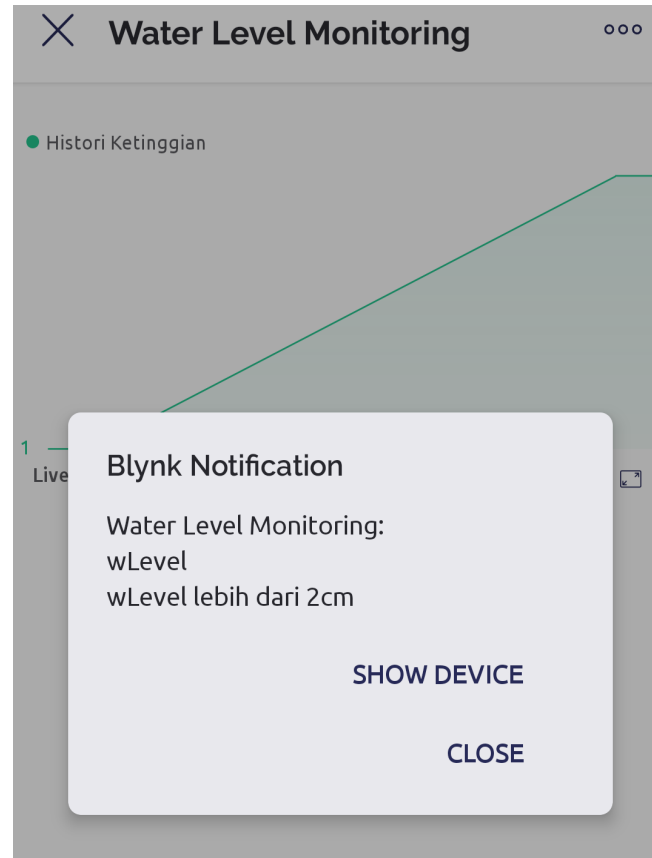 Water Level Monitoring
Histori Ketinggian
1
Live
Blynk Notification
Water Level Monitoring:
wLevel
wLevel lebih dari 2cm
SHOW DEVICE
CLOSE